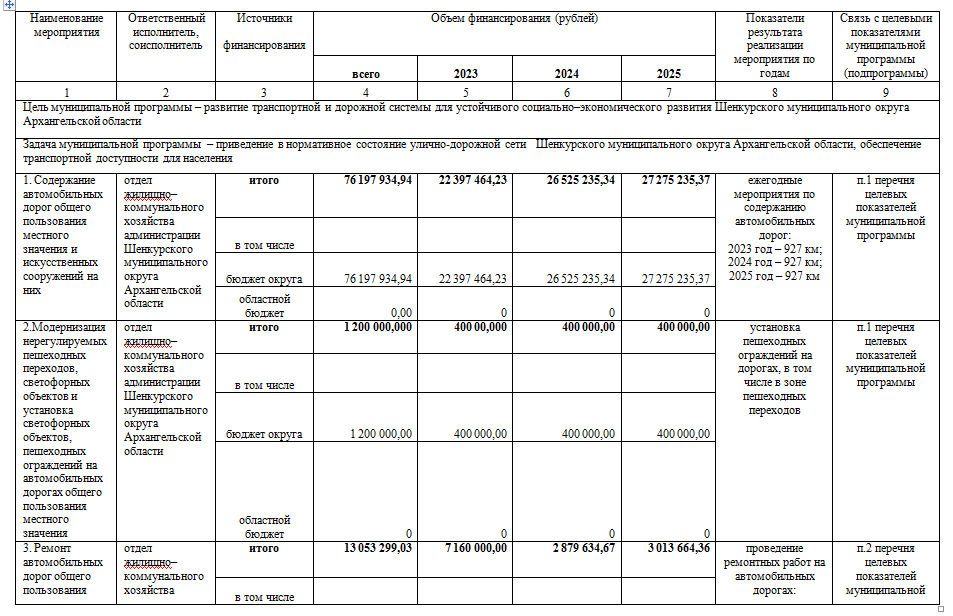 Наименование мероприятия
Ответственный исполнитель, соисполнитель
Источники финансирования
Объем финансирования (рублей)
Показатели результата реализации мероприятия по годам
Связь с целевыми показателями муниципальной программы (подпрограммы)
всего 2023 2024 2025
1 2 3 4 5 6 7 8 9
Цель муниципальной программы – развитие транспортной и дорожной системы для устойчивого социально–экономического развития Шенкурского муниципального округа
Архангельской области
Задача муниципальной программы – приведение в нормативное состояние улично-дорожной сети Шенкурского муниципального округа Архангельской области, обеспечение
транспортной доступности для населения
1. Содержание
автомобильных
дорог общего
пользования
местного
значения и
искусственных
сооружений на
них
отдел
жилищно–
коммунального
хозяйства
администрации
Шенкурского
муниципального
округа
Архангельской
области
итого 76 197 934,94 22 397 464,23 26 525 235,34 27 275 235,37
в том числе
бюджет округа 76 197 934,94 22 397 464,23 26 525 235,34 27 275 235,37
областной
бюджет 0,00 0 0 0
ежегодные
мероприятия по
содержанию
автомобильных
дорог:
2023 год – 927 км;
2024 год – 927 км;
2025 год – 927 км
п.1 перечня
целевых
показателей
муниципальной
программы
2.Модернизация
нерегулируемых
пешеходных
переходов,
светофорных
объектов и
установка
светофорных
объектов,
пешеходных
ограждений на
автомобильных
дорогах общего
пользования
местного
значения
отдел
жилищно–
коммунального
хозяйства
администрации
Шенкурского
муниципального
округа
Архангельской
области
итого 1 200 000,000 400 00,000 400 000,00 400 000,00
в том числе
бюджет округа 1 200 000,00 400 000,00 400 000,00 400 000,00
областной
бюджет 0 0 0 0
установка
пешеходных
ограждений на
дорогах, в том
числе в зоне
пешеходных
переходов
п.1 перечня
целевых
показателей
муниципальной
программы
3. Ремонт
автомобильных
дорог общего
пользования
отдел
жилищно–
коммунального
хозяйства
итого 13 053 299,03 7 160 000,00 2 879 634,67 3 013 664,36
в том числе
проведение
ремонтных работ на
автомобильных
дорогах:
п.2 перечня
целевых
показателей
муниципальной